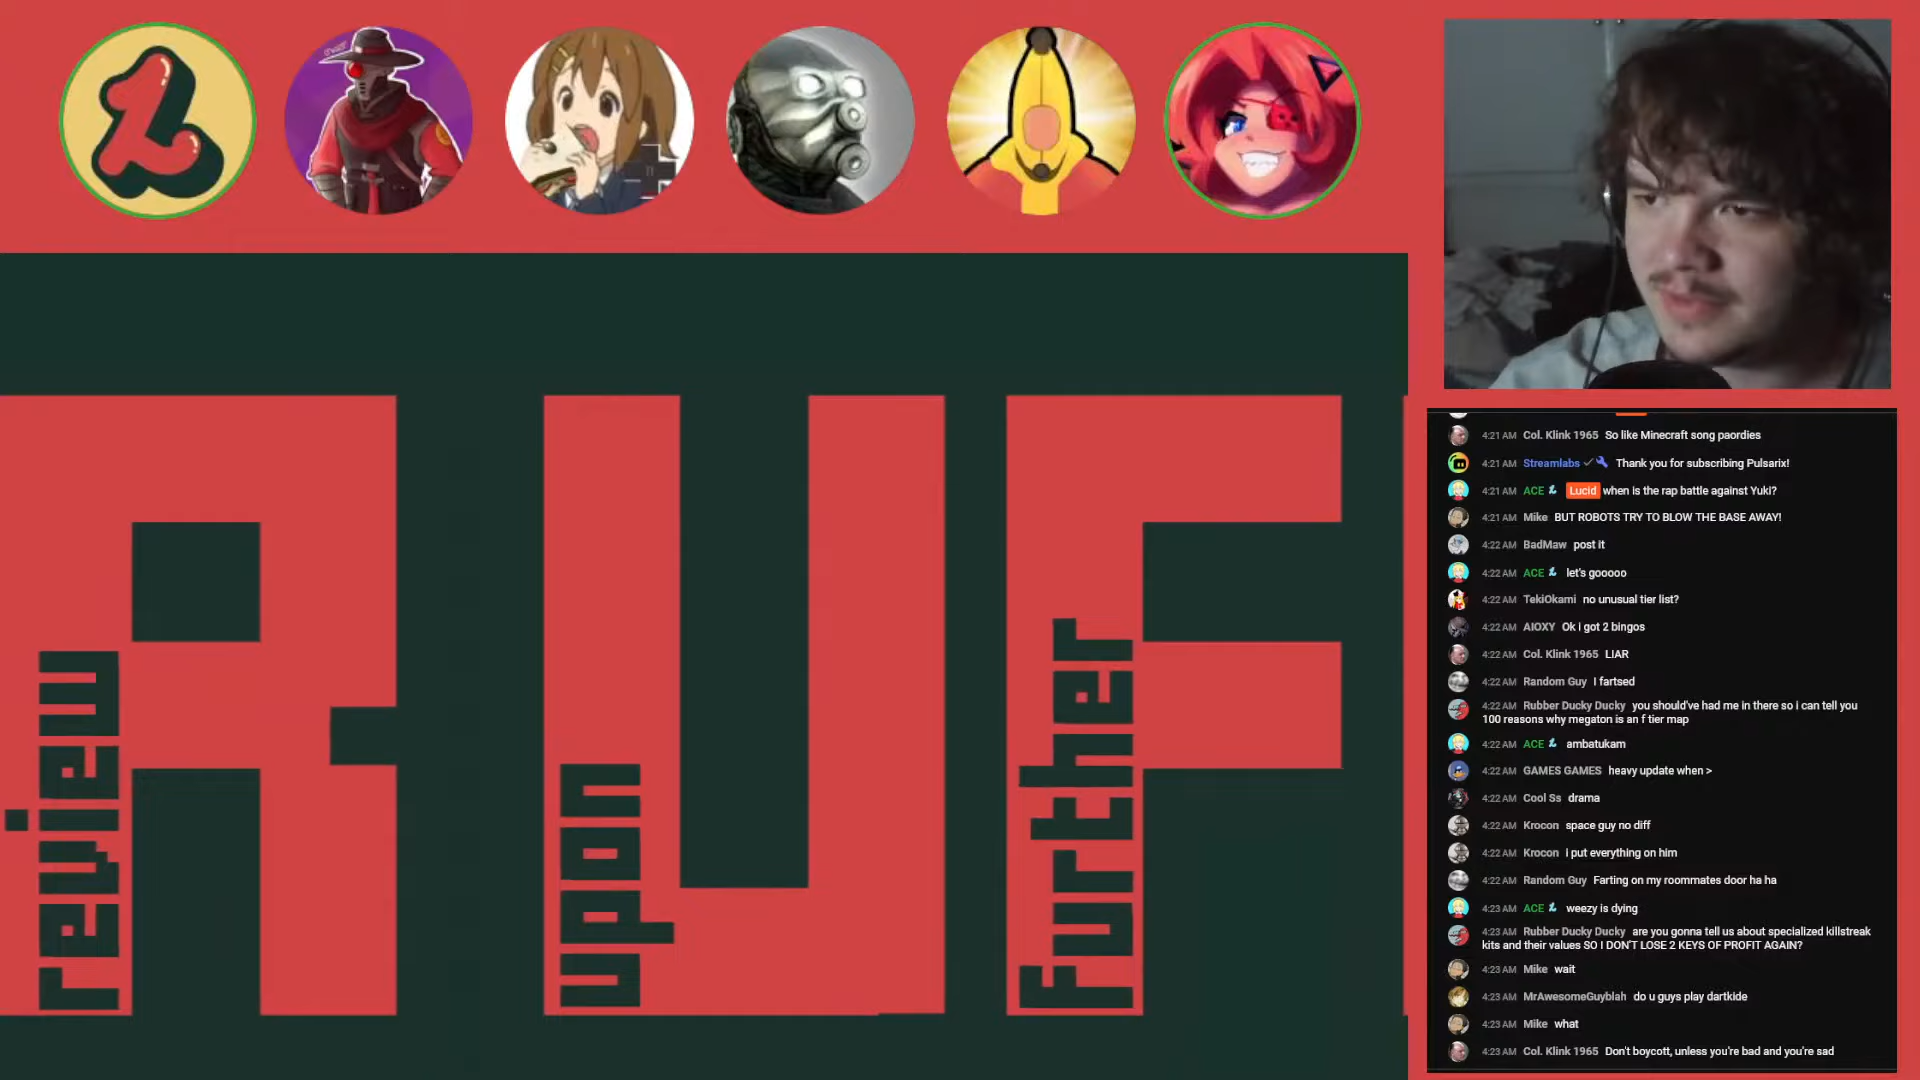 R U F
review
upon
further
4:21 AM Col. Klink 1965 So like Minecraft song paordies
4:21 AM Streamlabs Thank you for subscribing Pulsarix!
4:21 AM ACE Lucid when is the rap battle against Yuki?
4:21 AM Mike BUT ROBOTS TRY TO BLOW THE BASE AWAY!
4:22 AM BadMaw post it
4:22 AM ACE let's gooooo
4:22 AM TekiOkami no unusual tier list?
4:22 AM AIOXY Ok i got 2 bingos
4:22 AM Col. Klink 1965 LIAR
4:22 AM Random Guy I fartsed
4:22 AM Rubber Ducky Ducky you should've had me in there so i can tell you
100 reasons why megaton is an f tier map
4:22 AM ACE ambatukam
4:22 AM GAMES GAMES heavy update when >
4:22 AM Cool Ss drama
4:22 AM Krocon space guy no diff
4:22 AM Krocon i put everything on him
4:22 AM Random Guy Farting on my roommates door ha ha
4:23 AM ACE weezy is dying
4:23 AM Rubber Ducky Ducky are you gonna tell us about specialized killstreak
kits and their values SO I DON'T LOSE 2 KEYS OF PROFIT AGAIN?
4:23 AM Mike wait
4:23 AM MrAwesomeGuyblah do u guys play dartkide
4:23 AM Mike what
4:23 AM Col. Klink 1965 Don't boycott, unless you're bad and you're sad